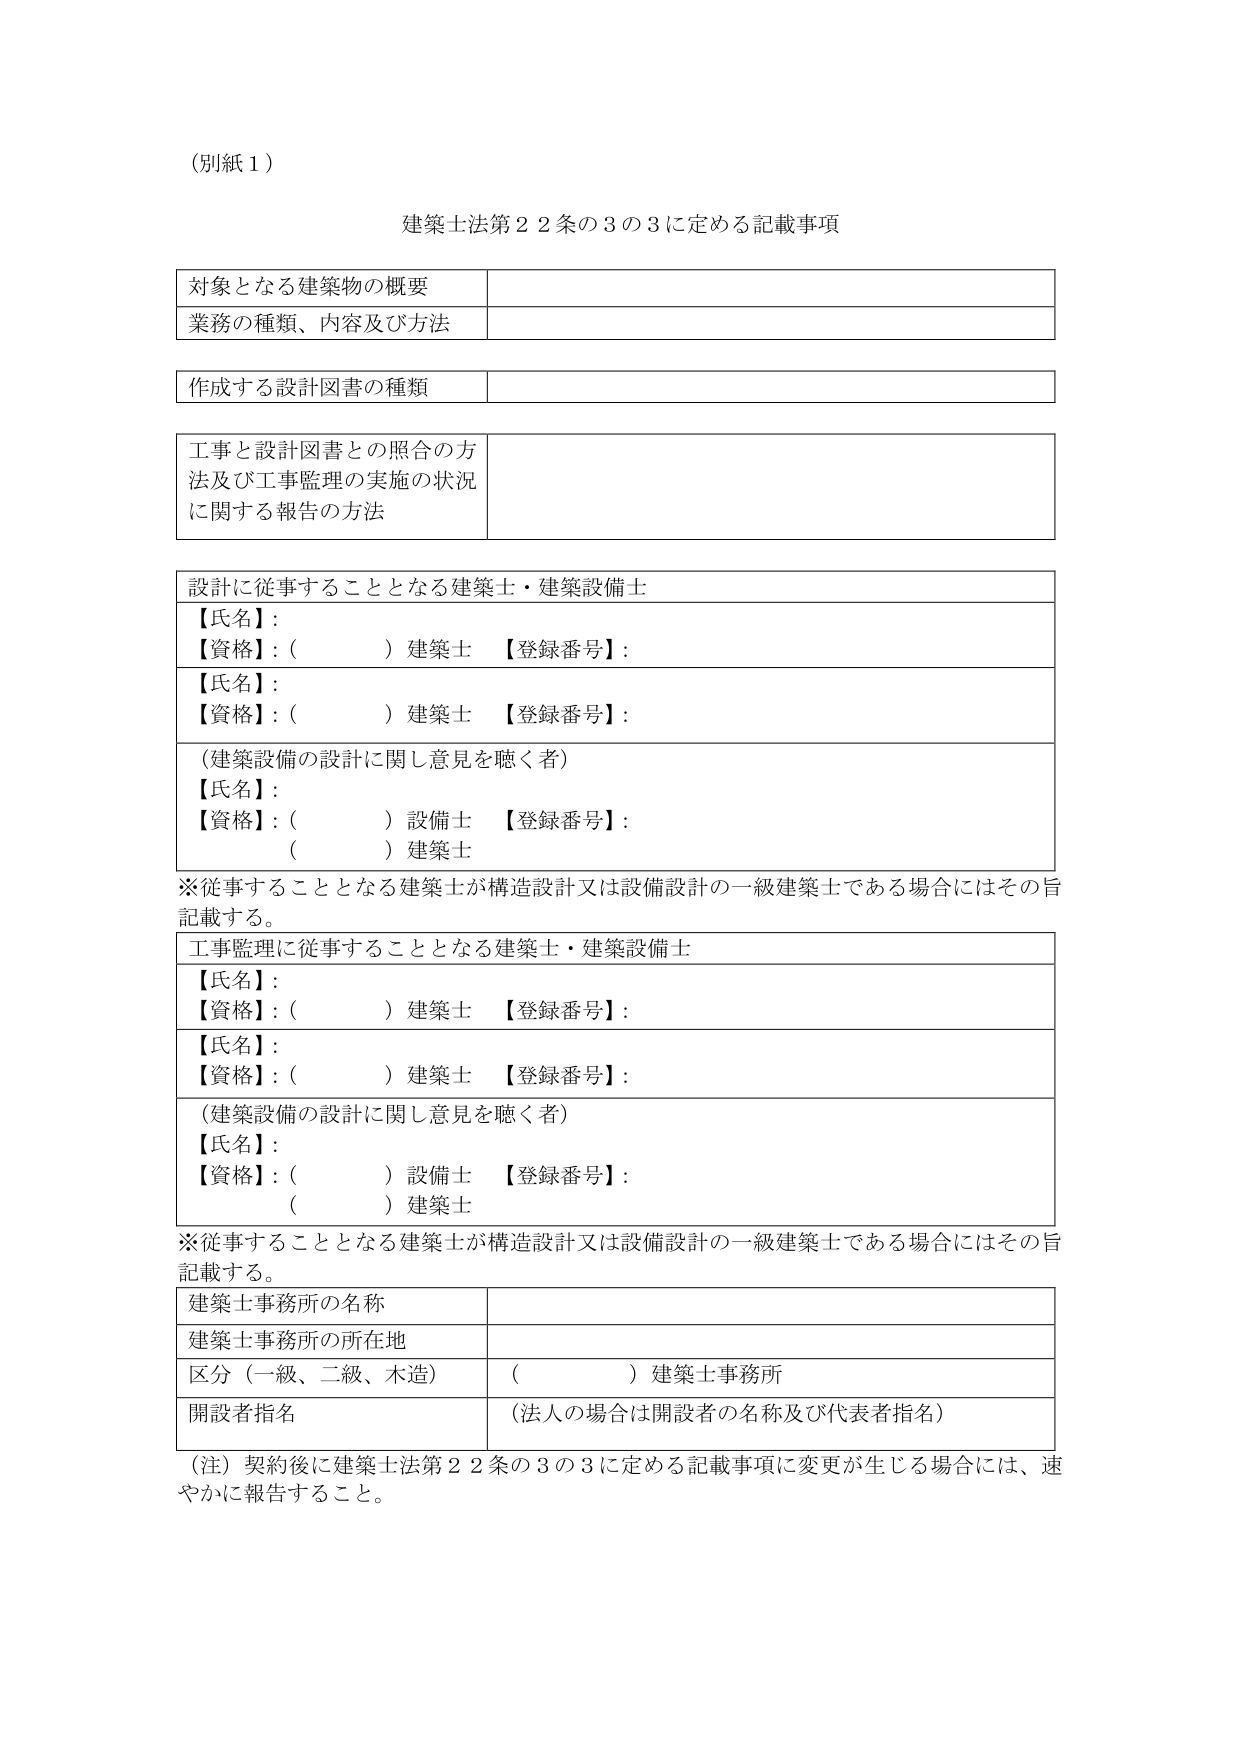 （別紙１）
建築士法第２２条の３の３に定める記載事項
対象となる建築物の概要
業務の種類、内容及び方法
作成する設計図書の種類
工事と設計図書との照合の方
法及び工事監理の実施の状況
に関する報告の方法
設計に従事することとなる建築士・建築設備士
【氏名】：
【資格】：（　　　　）建築士　【登録番号】：
【氏名】：
【資格】：（　　　　）建築士　【登録番号】：
（建築設備の設計に関し意見を聴く者）
【氏名】：
【資格】：（　　　　）設備士　【登録番号】：
（　　　　）建築士
※従事することとなる建築士が構造設計又は設備設計の一級建築士である場合にはその旨
記載する。
工事監理に従事することとなる建築士・建築設備士
【氏名】：
【資格】：（　　　　）建築士　【登録番号】：
【氏名】：
【資格】：（　　　　）建築士　【登録番号】：
（建築設備の設計に関し意見を聴く者）
【氏名】：
【資格】：（　　　　）設備士　【登録番号】：
（　　　　）建築士
※従事することとなる建築士が構造設計又は設備設計の一級建築士である場合にはその旨
記載する。
建築士事務所の名称
建築士事務所の所在地
区分（一級、二級、木造）　（　　　　　）建築士事務所
開設者指名　（法人の場合は開設者の名称及び代表者指名）
（注）契約後に建築士法第２２条の３の３に定める記載事項に変更が生じる場合には、速
やかに報告すること。